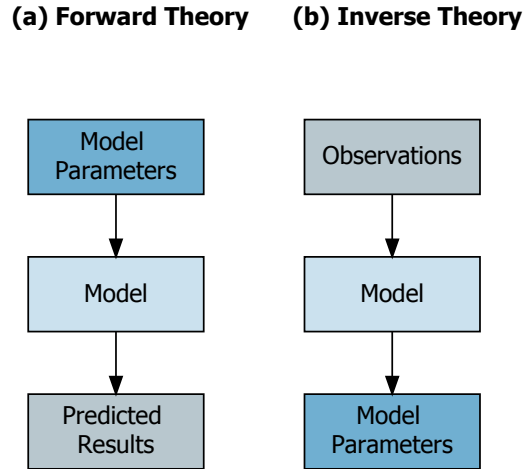 (a) Forward Theory
(b) Inverse Theory
Model
Parameters
Model
Predicted
Results
Observations
Model
Model
Parameters